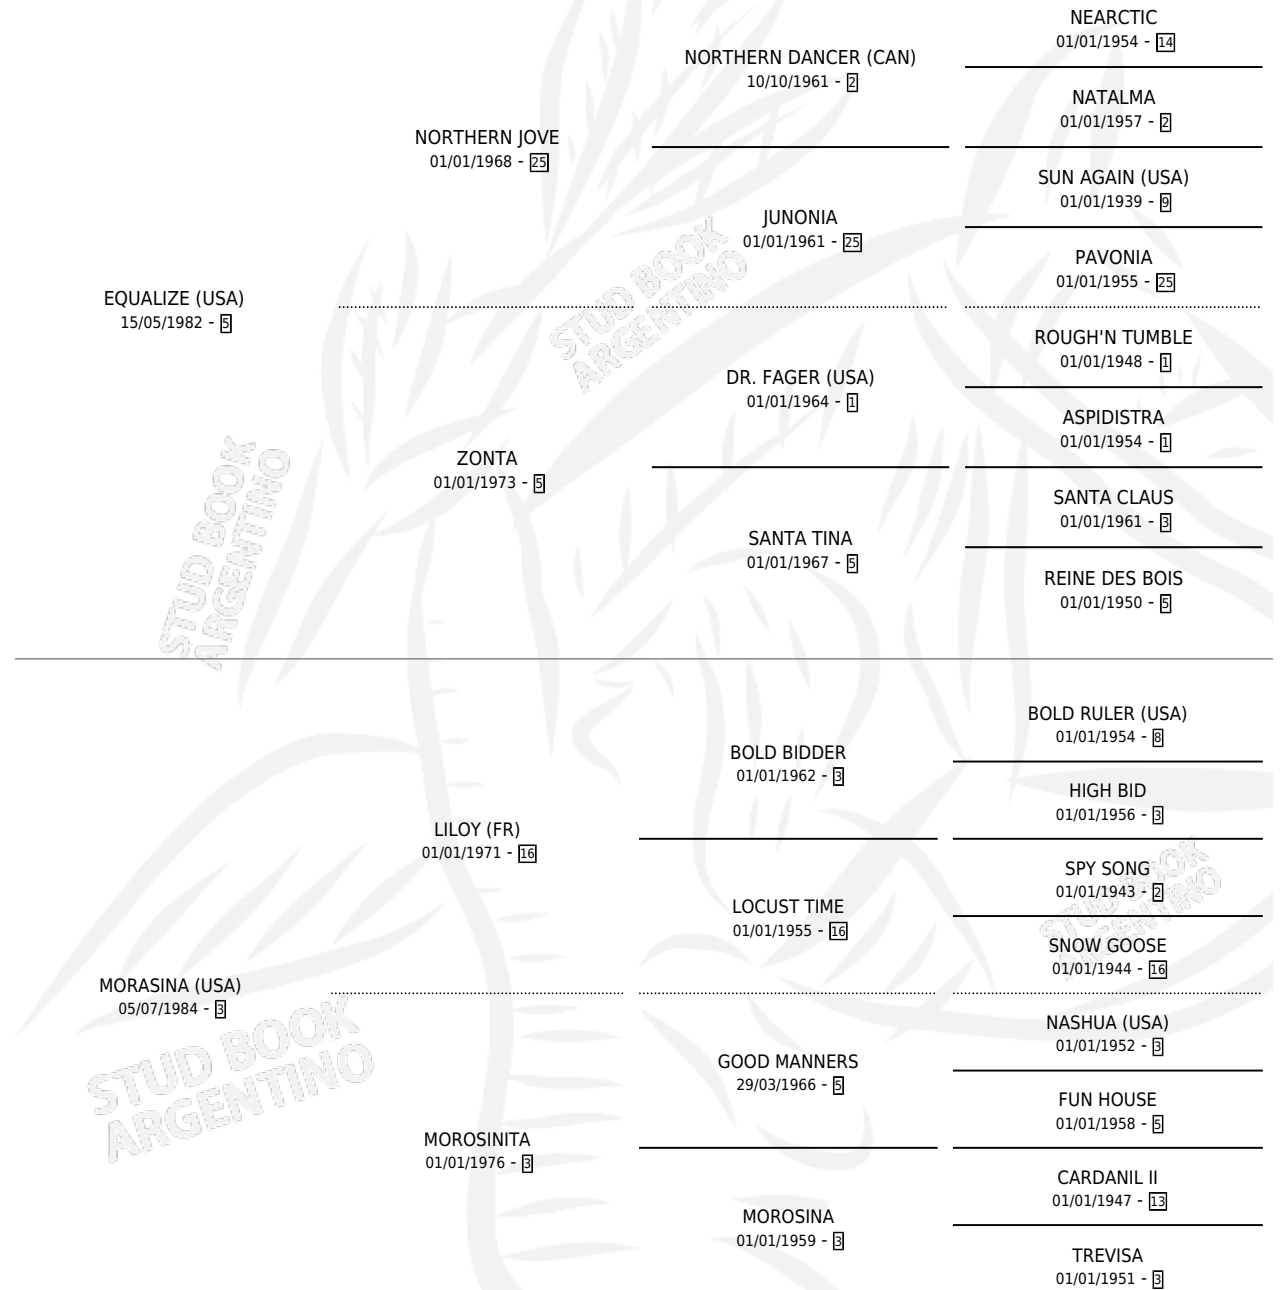 NEARCTIC
01/01/1954 - 14
NORTHERN DANCER (CAN)
10/10/1961 - 2
NATALMA
01/01/1957 - 2
NORTHERN JOVE
01/01/1968 - 25
SUN AGAIN (USA)
01/01/1939 - 9
JUNONIA
01/01/1961 - 25
PAVONIA
01/01/1955 - 25
EQUALIZE (USA)
15/05/1982 - 5
STUD BOOK
ARGENTINO
ROUGH'N TUMBLE
01/01/1948 - 1
DR. FAGER (USA)
01/01/1964 - 1
ASPIDISTRA
01/01/1954 - 1
ZONTA
01/01/1973 - 5
SANTA CLAUS
01/01/1961 - 3
SANTA TINA
01/01/1967 - 5
REINE DES BOIS
01/01/1950 - 5
STUD BOOK
ARGENTINO
BOLD RULER (USA)
01/01/1954 - 8
BOLD BIDDER
01/01/1962 - 3
HIGH BID
01/01/1956 - 3
LILOY (FR)
01/01/1971 - 16
SPY SONG
01/01/1943 - 2
LOCUST TIME
01/01/1955 - 16
STUD BOOK
ARGENTINO
SNOW GOOSE
01/01/1944 - 16
MORASINA (USA)
05/07/1984 - 3
STUD BOOK
ARGENTINO
NASHUA (USA)
01/01/1952 - 3
GOOD MANNERS
29/03/1966 - 5
FUN HOUSE
01/01/1958 - 5
MOROSINITA
01/01/1976 - 3
CARDANIL II
01/01/1947 - 13
MOROSINA
01/01/1959 - 3
TREVISA
01/01/1951 - 3